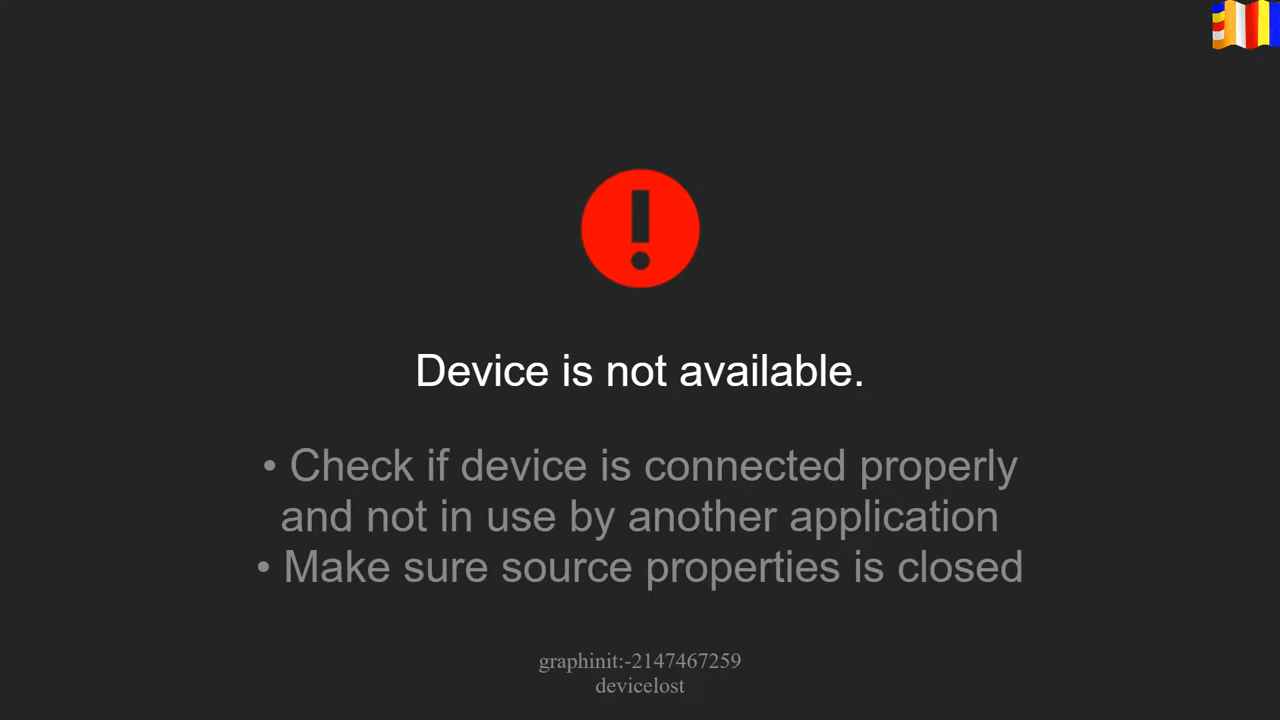 Device is not available.
• Check if device is connected properly
and not in use by another application
• Make sure source properties is closed
graphinit:-2147467259
devicelost